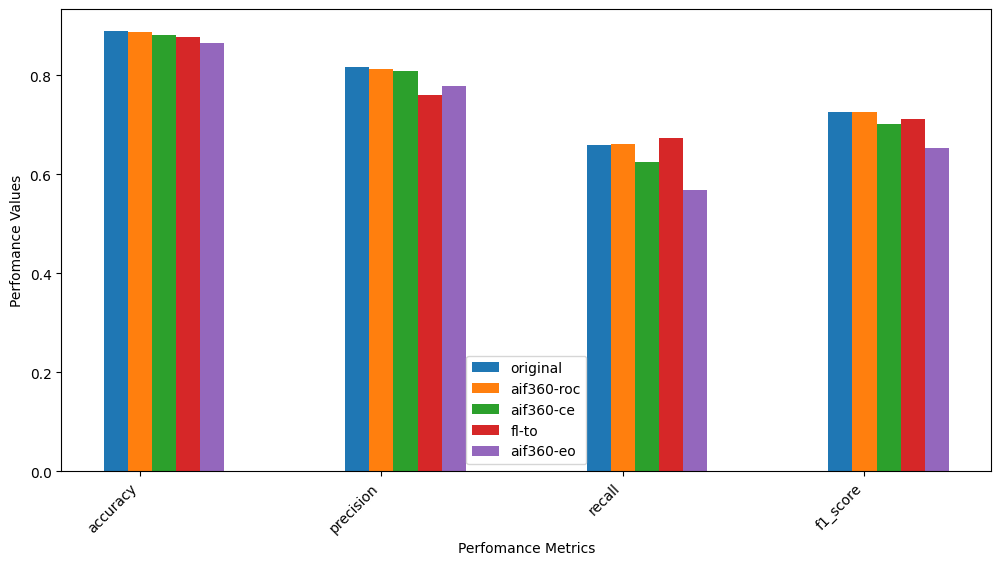 Perfomance Values
0.8
0.6
0.4
0.2
0.0
original
aif360-roc
aif360-ce
fl-to
aif360-eo
accuracy
precision
recall
f1_score
Perfomance Metrics